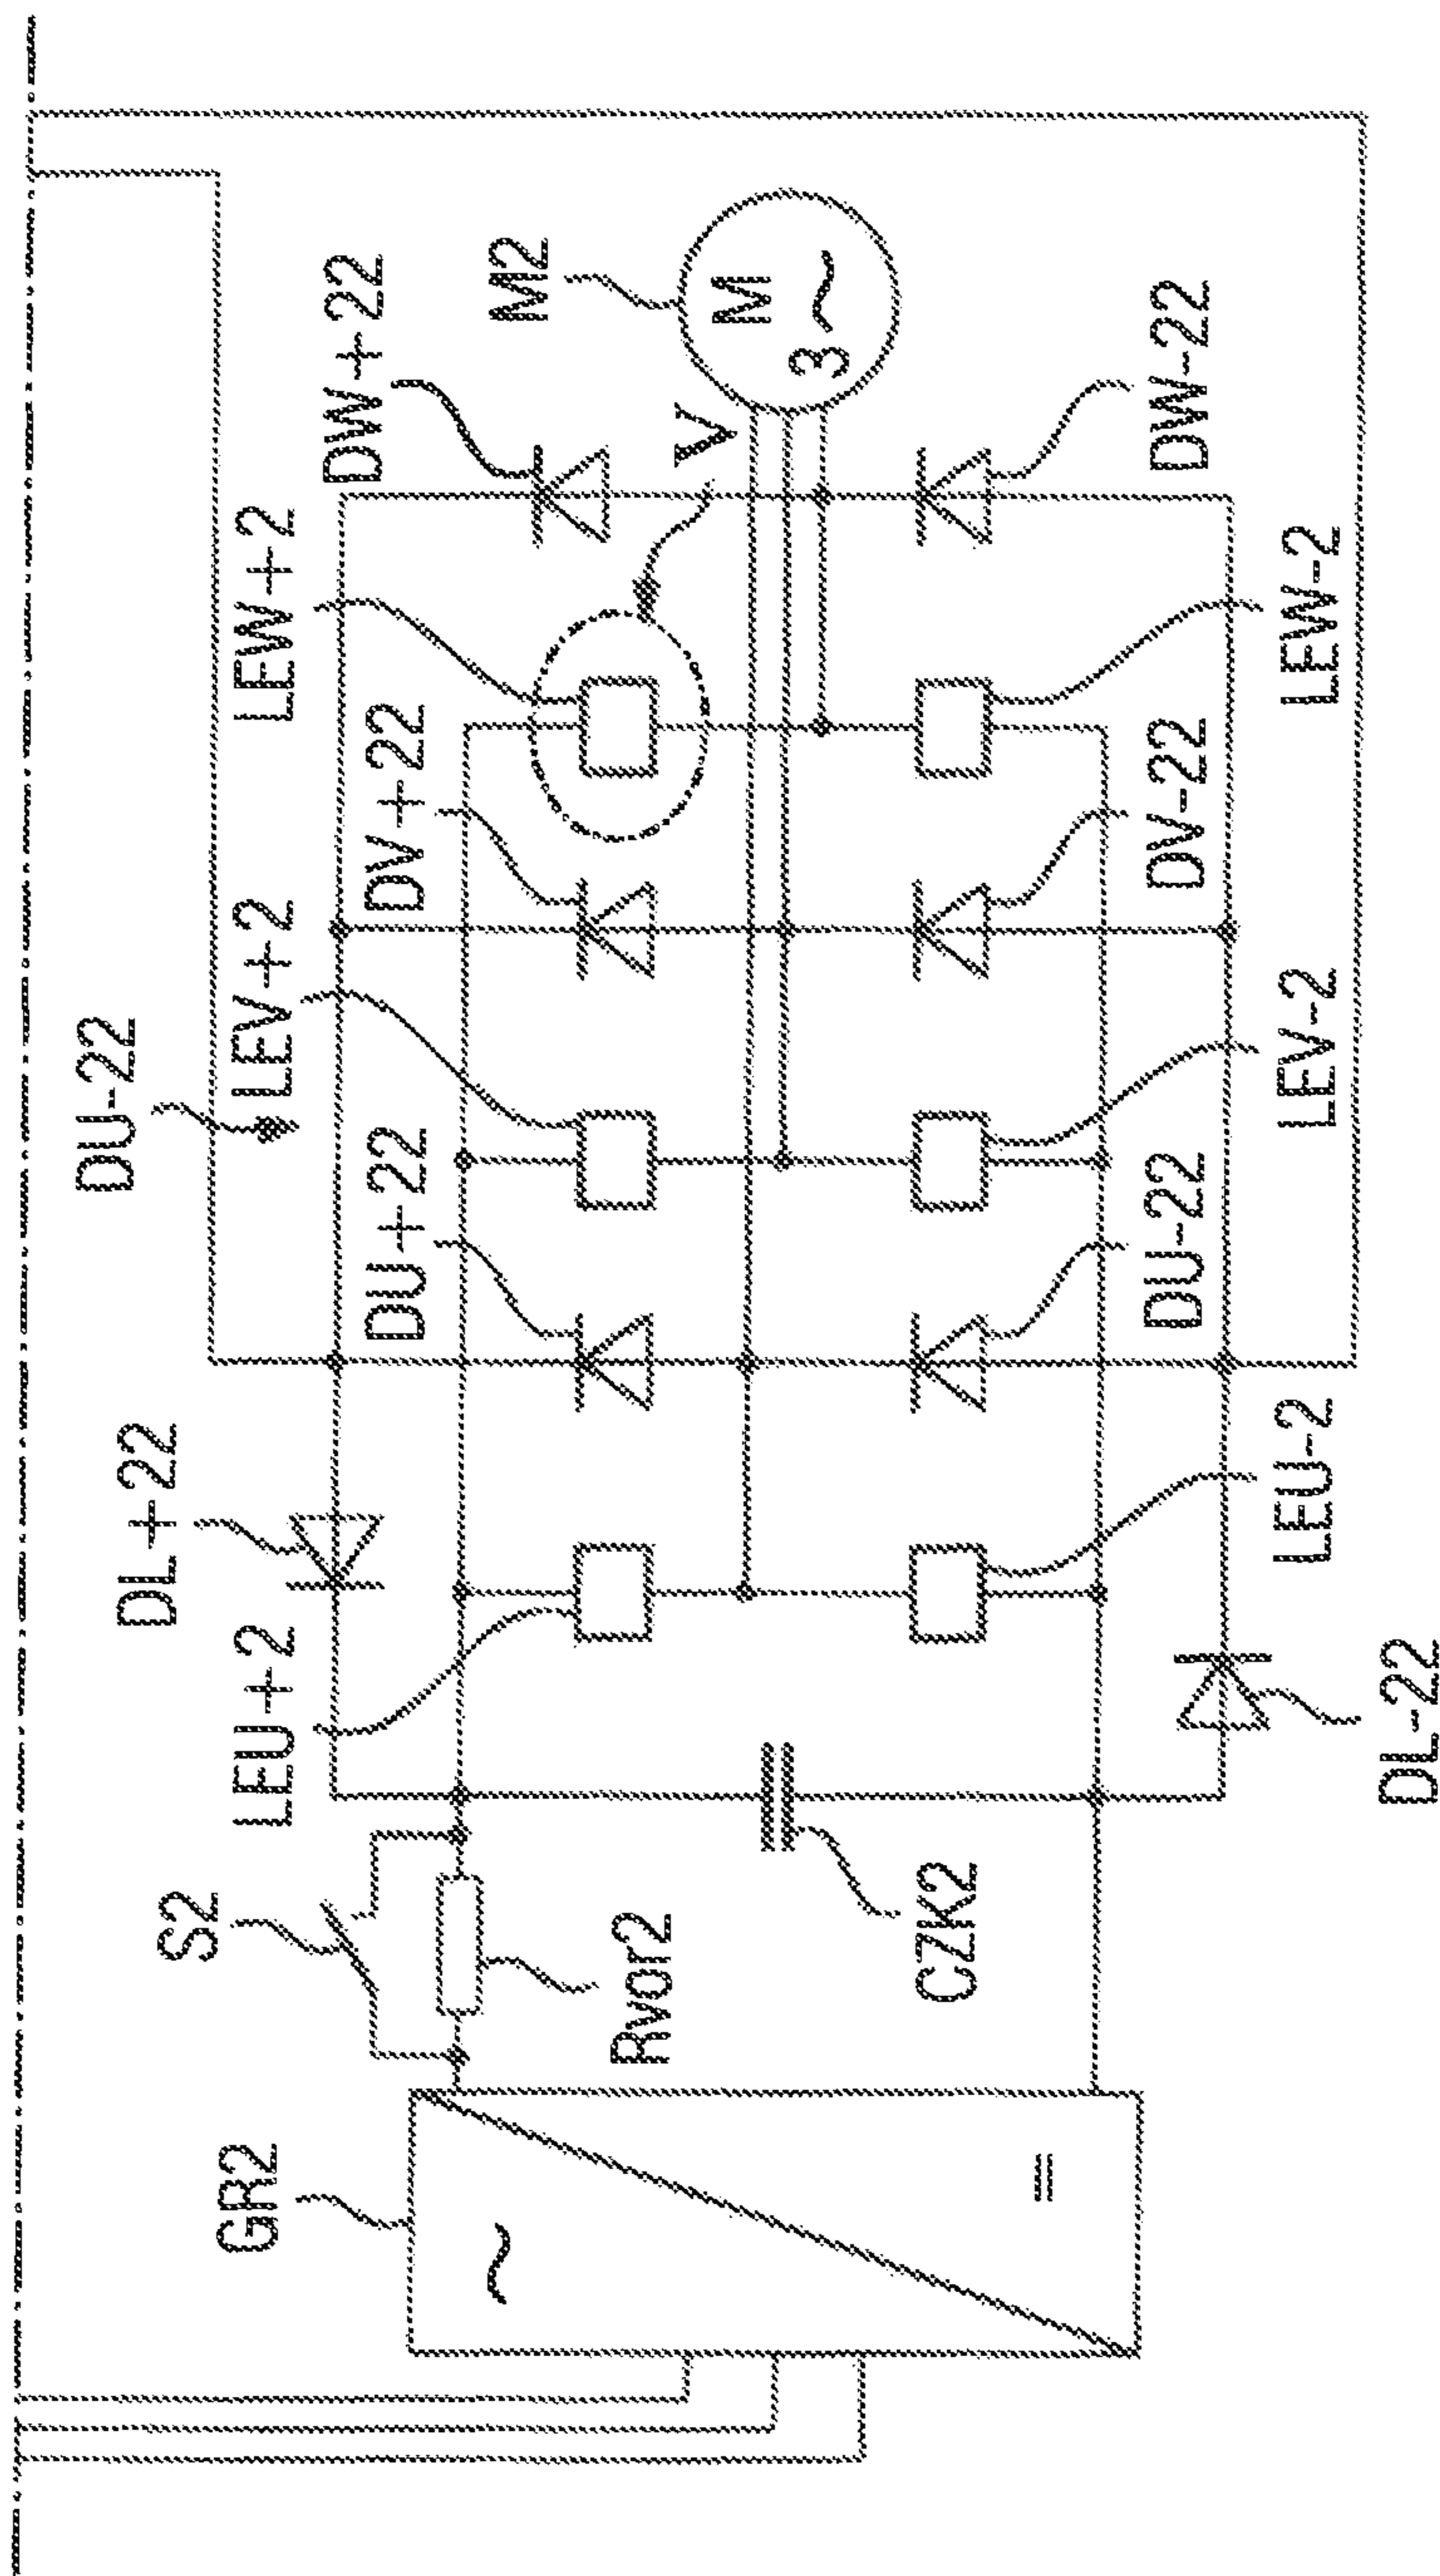 DU-22
DL+22
S2
GR2
LEW+2
LEV+2
LEU+2
DW+22
DV+22
DU+22
M2
V
M
3~
Rvor2
~
=
CZK2
DW-22
DV-22
DU-22
LEW-2
LEV-2
LEU-2
DL-22